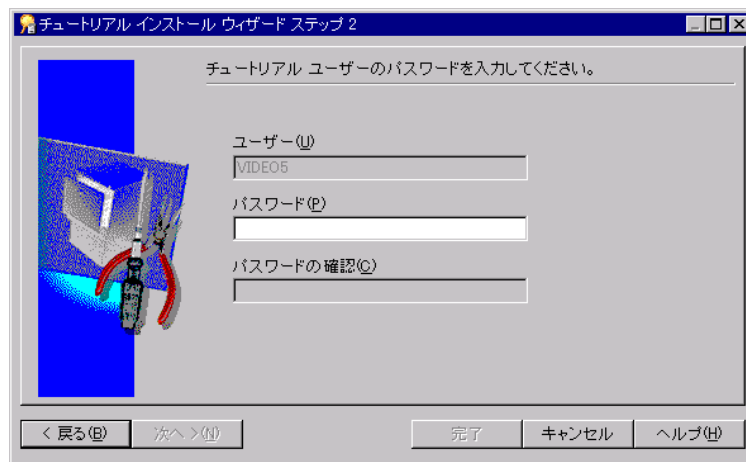 チュートリアル インストール ウィザード ステップ 2
チュートリアル ユーザーのパスワードを入力してください。
ユーザー(U)
VIDEO5
パスワード(P)
パスワードの確認(C)
< 戻る(B)
次へ >(N)
完了
キャンセル
ヘルプ(H)